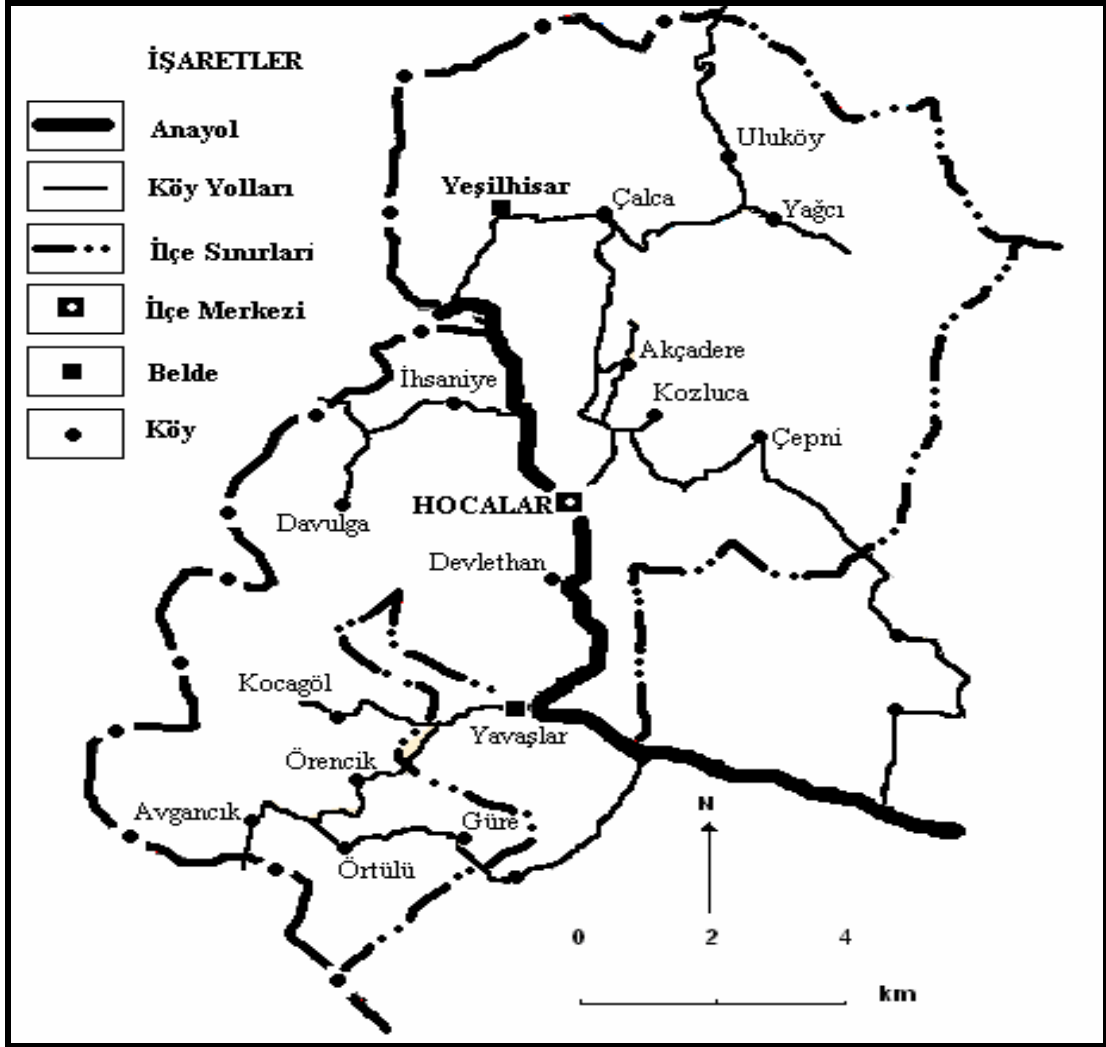 İŞARETLER
Anayol
Köy Yolları
İlçe Sınırlari
İlçe Merkezi
Belde
Köy
Uluköy
Yeşilhisar
Çalca
Yağcı
Akçadere
İhsaniye
Kozluca
Çepni
HOCALAR
Davulga
Devlethan
Kocagöl
Yavaşlar
Örencik
Avgancık
Güre
Örtülü
N
0 2 4
km